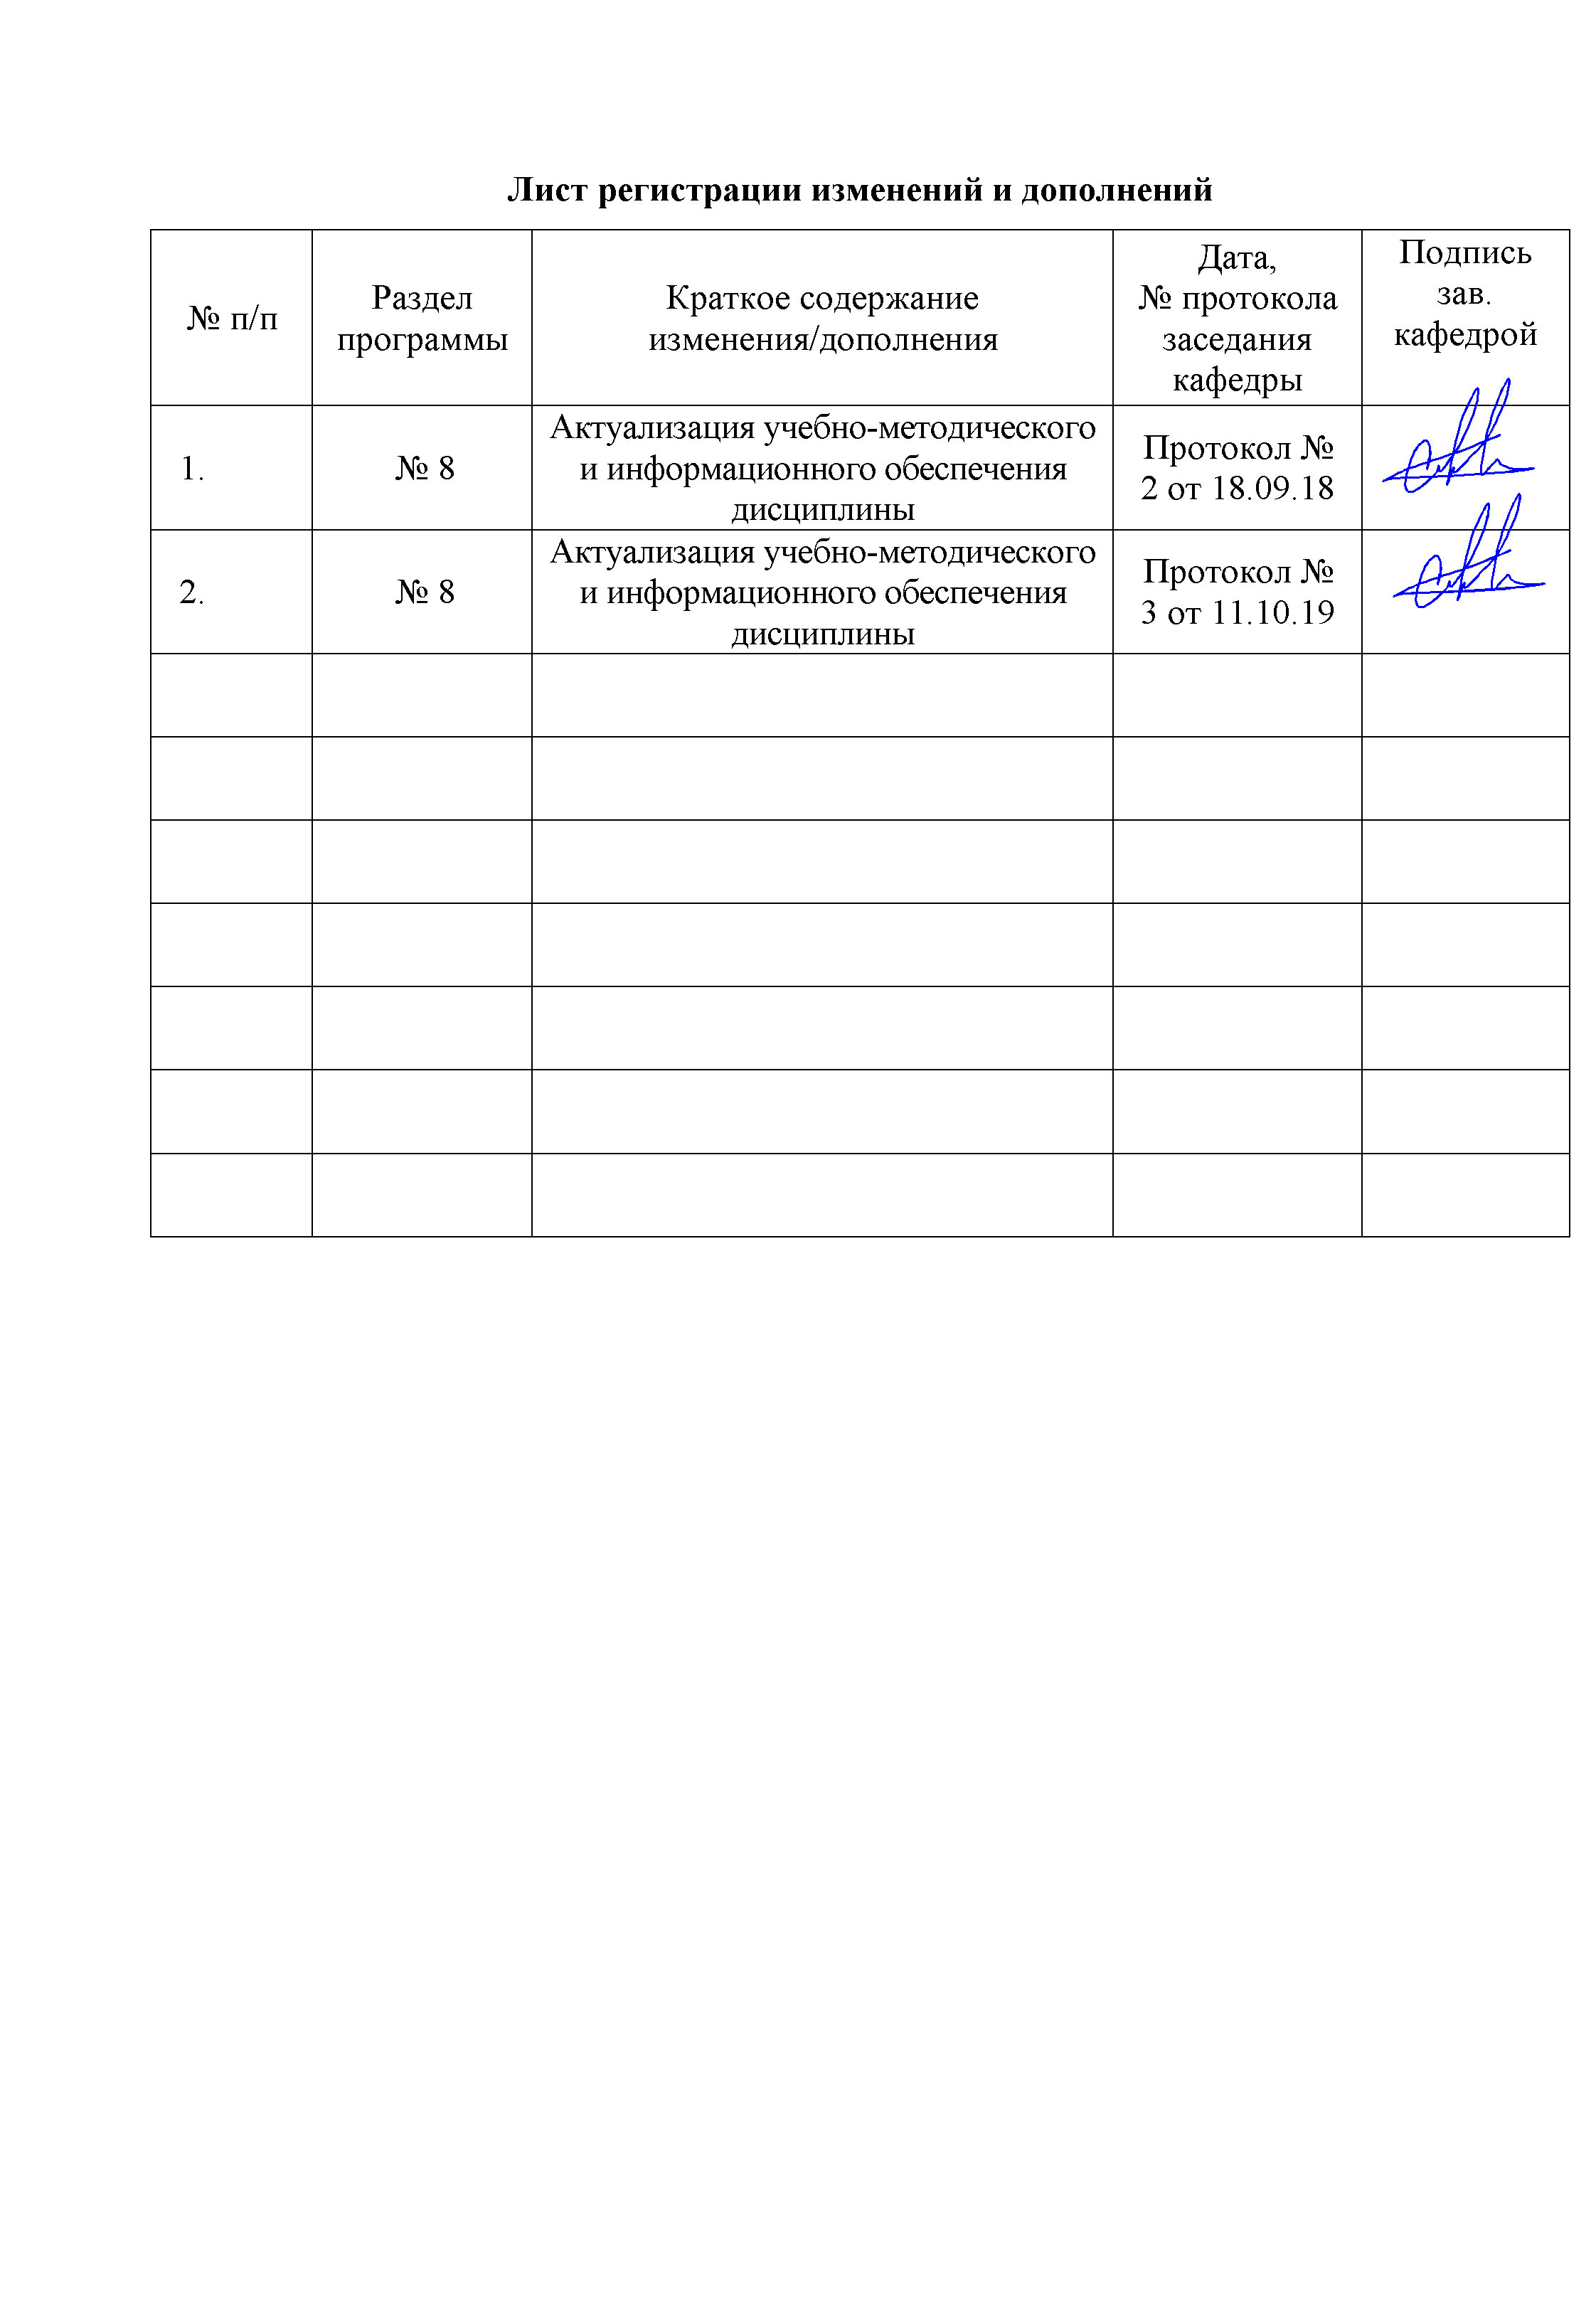 Лист регистрации изменений и дополнений
№ п/п
Раздел
программы
Краткое содержание
изменения/дополнения
Дата,
№ протокола
заседания
кафедры
Подпись
зав.
кафедрой
1.
№ 8
Актуализация учебно-методического
и информационного обеспечения
дисциплины
Протокол №
2 от 18.09.18
2.
№ 8
Актуализация учебно-методического
и информационного обеспечения
дисциплины
Протокол №
3 от 11.10.19